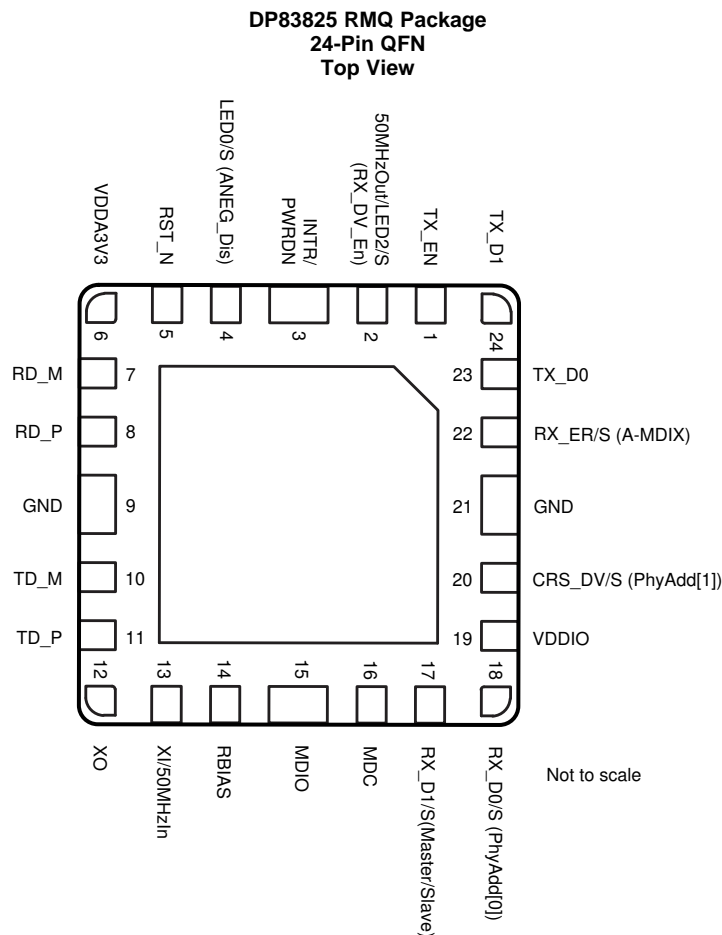 DP83825 RMQ Package
24-Pin QFN
Top View
VDDA3V3
RST_N
LED0/S (ANEG_Dis)
INTR/
PWRDN
50MHzOut/LED2/S
(RX_DV_En)
TX_EN
TX_D1
6
5
4
3
2
1
24
RD_M 7
RD_P 8
GND 9
TD_M 10
TD_P 11
23 TX_D0
22 RX_ER/S (A-MDIX)
21 GND
20 CRS_DV/S (PhyAdd[1])
19 VDDIO
12
13
14
15
16
17
18
XO
XI/50MHzIn
RBIAS
MDIO
MDC
RX_D1/S(Master/Slave)
RX_D0/S (PhyAdd[0])
Not to scale